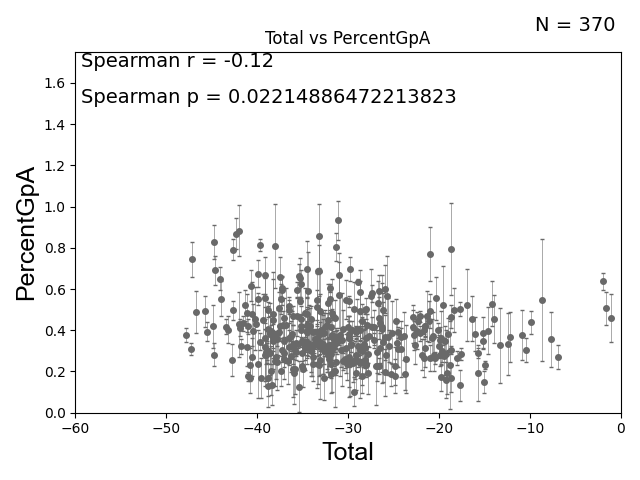 N = 370
Total vs PercentGpA
Spearman r = -0.12
Spearman p = 0.02214886472213823
PercentGpA
1.6
1.4
1.2
1.0
0.8
0.6
0.4
0.2
0.0
−60 −50 −40 −30 −20 −10 0
Total